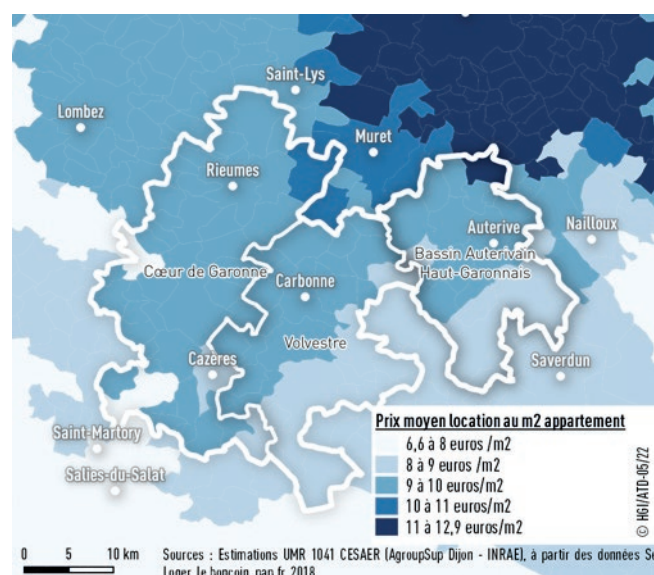 Saint-Lys
Lombez
Muret
Rieumes
Auterive
Nailloux
Bassin Auterivain
Haut-Garonnais
Cœur de Garonne
Carbonne
Volvestre
Cazères
Saverdun
Saint-Martory
Salies-du-Salat
Prix moyen location au m2 appartement
6,6 à 8 euros /m2
8 à 9 euros /m2
9 à 10 euros /m2
10 à 11 euros/m2
11 à 12,9 euros/m2
© HGI/ATD-05/22
0 5 10 km
Sources : Estimations UMR 1041 CESAER (AgroupSup Dijon - INRAE), à partir des données Se
Loger, leboncoin, pap.fr, 2018